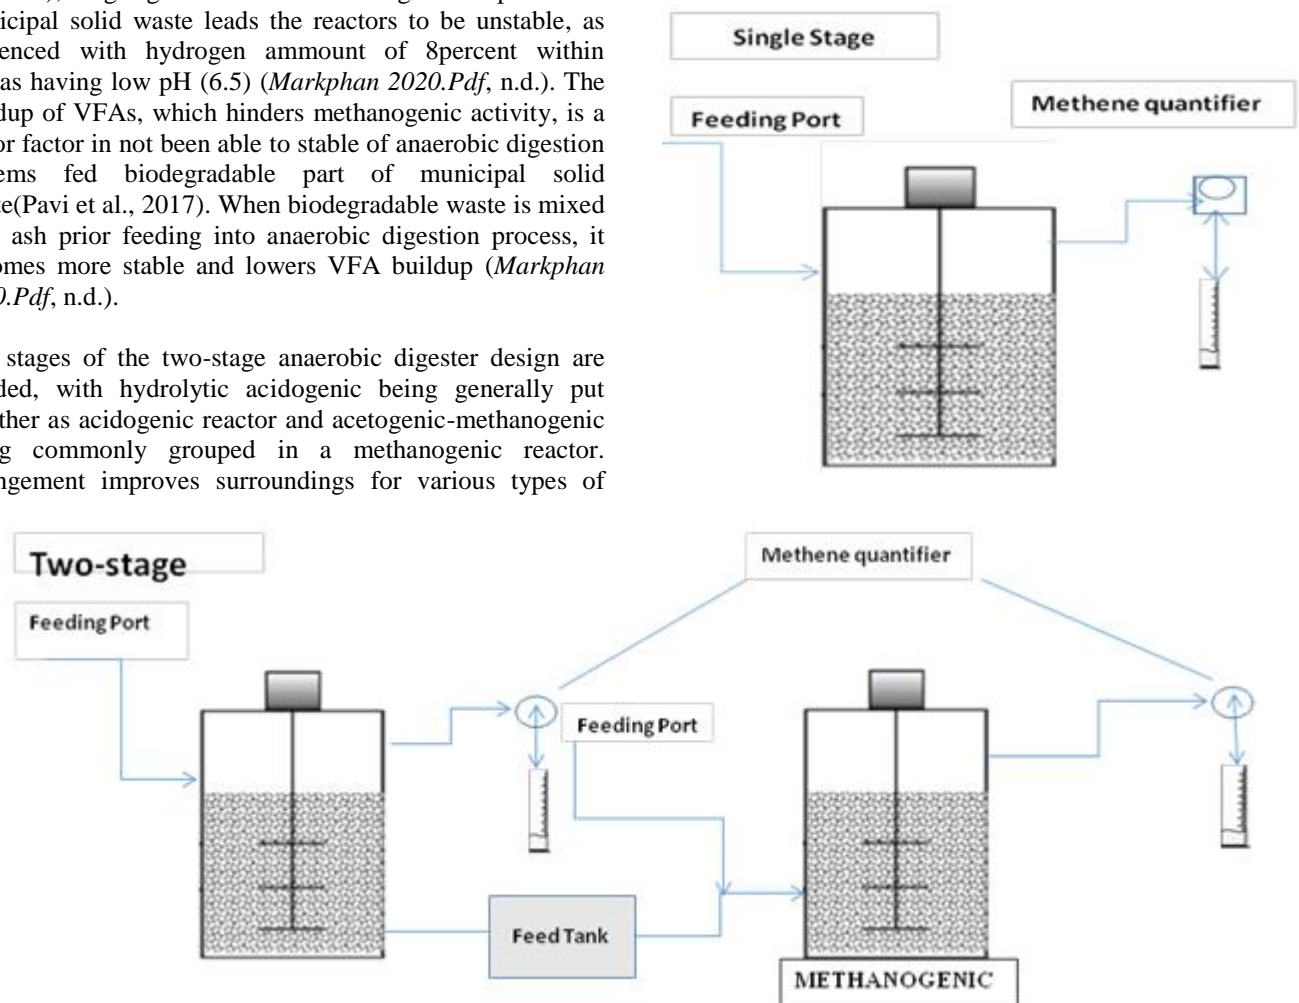 icipal solid waste leads the reactors to be unstable, as
enced with hydrogen ammount of 8percent within
as having low pH (6.5) (Markphan 2020.Pdf, n.d.). The
dup of VFAs, which hinders methanogenic activity, is a
or factor in not been able to stable of anaerobic digestion
ems fed biodegradable part of municipal solid
te(Pavi et al., 2017). When biodegradable waste is mixed
ash prior feeding into anaerobic digestion process, it
omes more stable and lowers VFA buildup (Markphan
0.Pdf, n.d.).
stages of the two-stage anaerobic digester design are
ded, with hydrolytic acidogenic being generally put
ther as acidogenic reactor and acetogenic-methanogenic
g commonly grouped in a methanogenic reactor.
ngement improves surroundings for various types of
Single Stage
Methene quantifier
Feeding Port
Two-stage
Methene quantifier
Feeding Port
Feeding Port
Feed Tank
METHANOGENIC